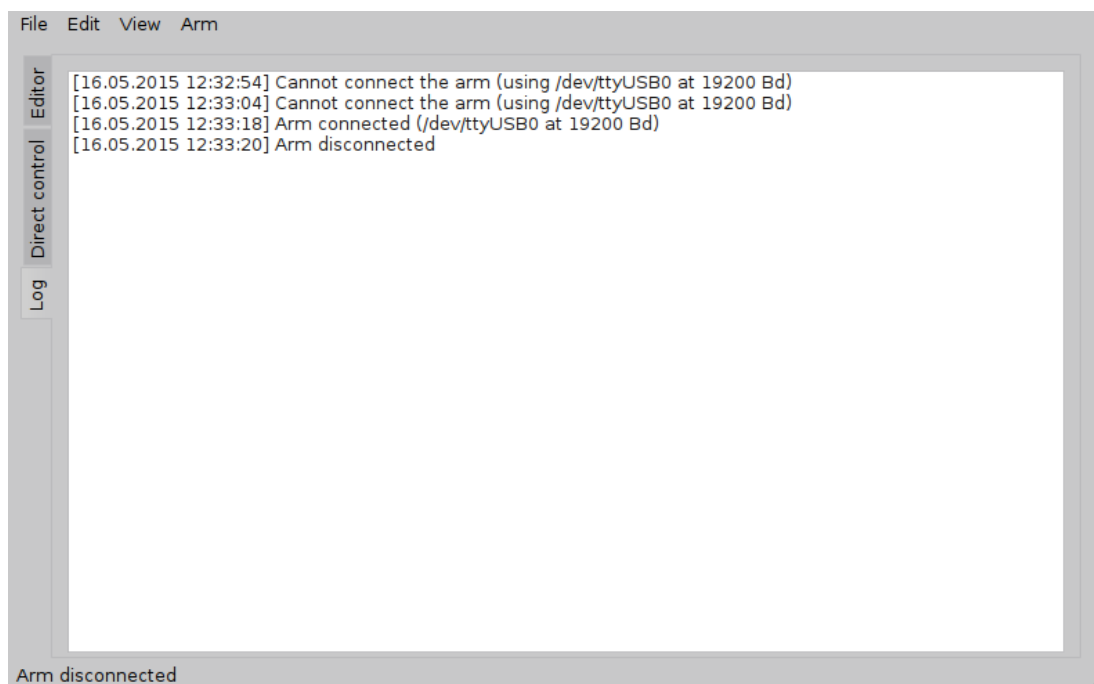 File Edit View Arm
Editor
Direct control
Log
[16.05.2015 12:32:54] Cannot connect the arm (using /dev/ttyUSB0 at 19200 Bd)
[16.05.2015 12:33:04] Cannot connect the arm (using /dev/ttyUSB0 at 19200 Bd)
[16.05.2015 12:33:18] Arm connected (/dev/ttyUSB0 at 19200 Bd)
[16.05.2015 12:33:20] Arm disconnected
Arm disconnected